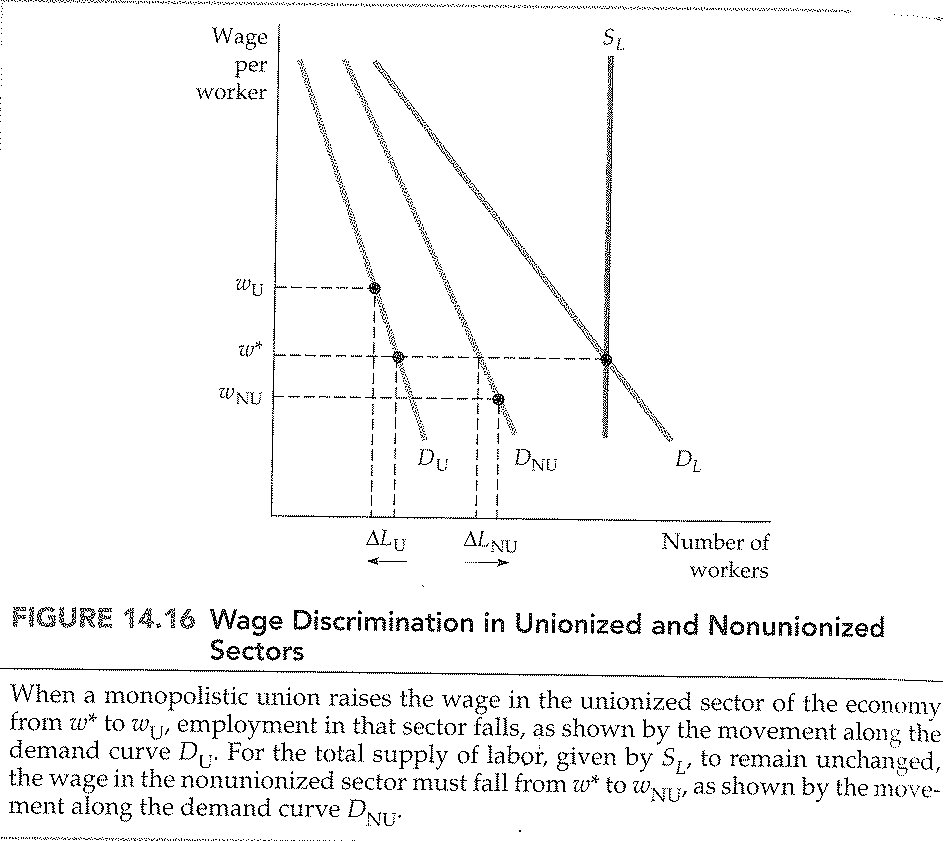 Wage
per
worker
S_L
w_U
w*
w_NU
D_U
D_NU
D_L
ΔL_U
ΔL_NU
Number of
workers
FIGURE 14.16 Wage Discrimination in Unionized and Nonunionized
Sectors
When a monopolistic union raises the wage in the unionized sector of the economy
from w* to w_U, employment in that sector falls, as shown by the movement along the
demand curve D_U. For the total supply of labor, given by S_L, to remain unchanged,
the wage in the nonunionized sector must fall from w* to w_NU, as shown by the move-
ment along the demand curve D_NU.